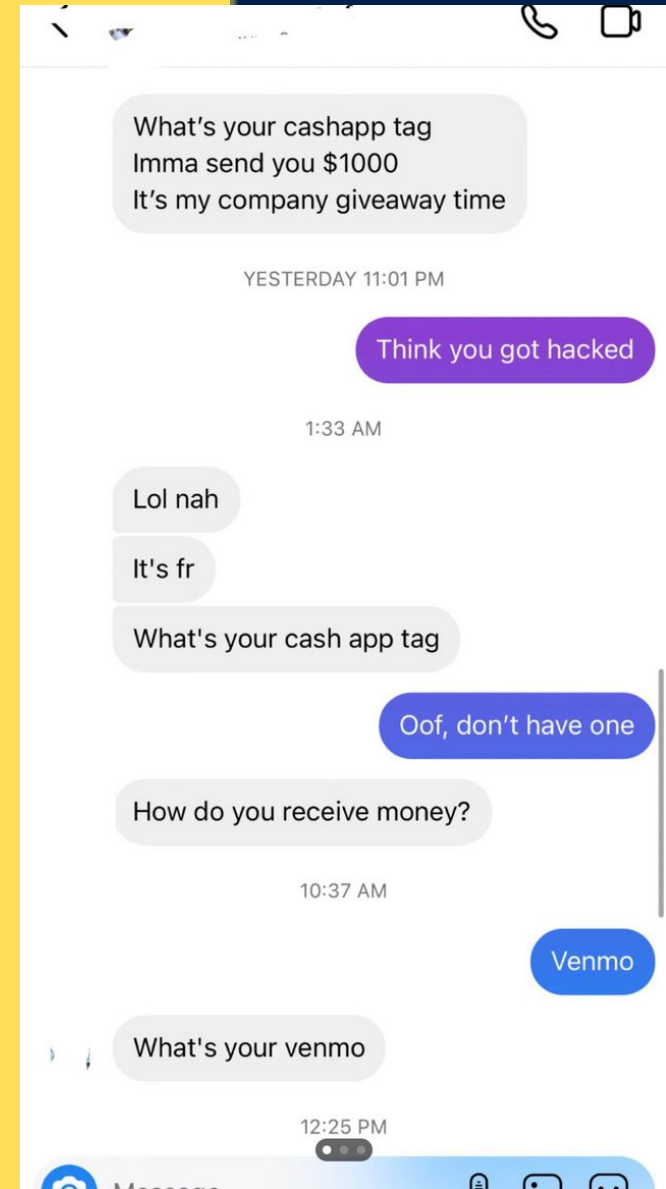 What’s your cashapp tag
Imma send you $1000
It’s my company giveaway time
YESTERDAY 11:01 PM
Think you got hacked
1:33 AM
Lol nah
It's fr
What's your cash app tag
Oof, don’t have one
How do you receive money?
10:37 AM
Venmo
What's your venmo
12:25 PM